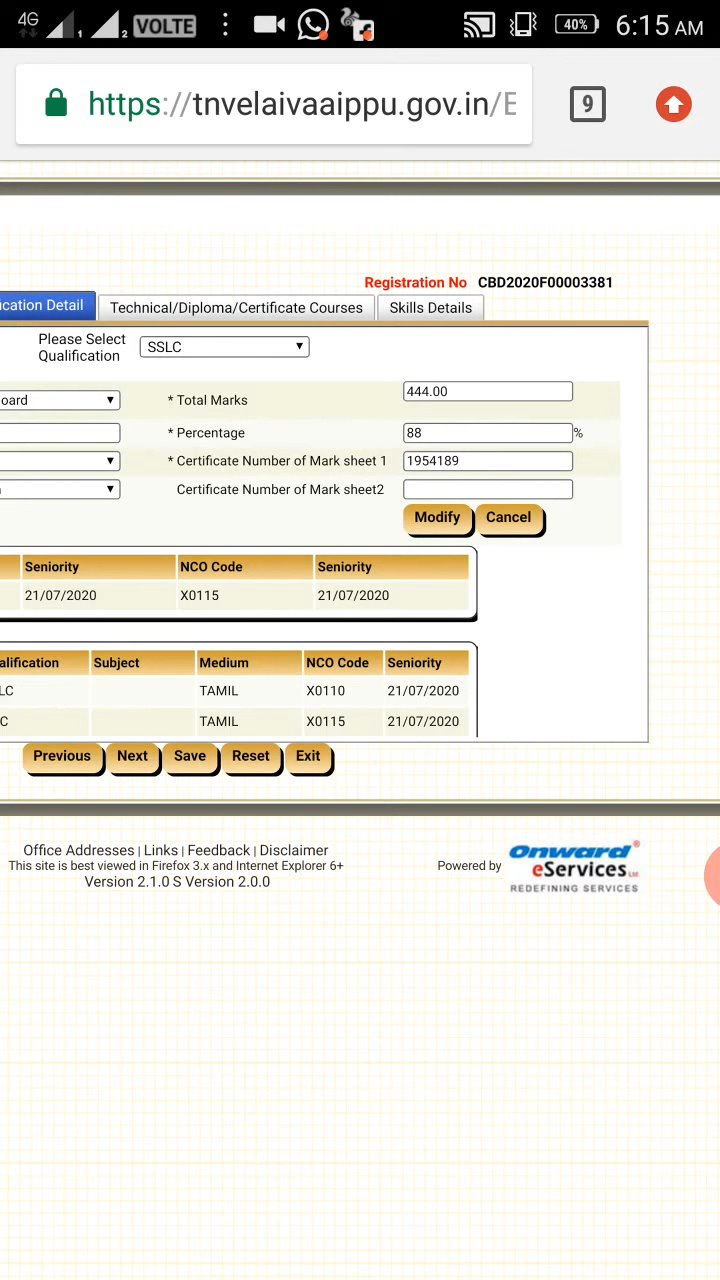 4G 1 2 VOLTE 40% 6:15 AM
https://tnvelaivaaippu.gov.in/E 9
Registration No CBD2020F00003381
ication Detail Technical/Diploma/Certificate Courses Skills Details
Please Select
Qualification SSLC
oard * Total Marks 444.00
* Percentage 88 %
* Certificate Number of Mark sheet 1 1954189
Certificate Number of Mark sheet2
Modify Cancel
Seniority NCO Code Seniority
21/07/2020 X0115 21/07/2020
alification Subject Medium NCO Code Seniority
LC TAMIL X0110 21/07/2020
C TAMIL X0115 21/07/2020
Previous Next Save Reset Exit
Office Addresses | Links | Feedback | Disclaimer
This site is best viewed in Firefox 3.x and Internet Explorer 6+
Version 2.1.0 S Version 2.0.0
Powered by
Onward®
eServices Ltd.
REDEFINING SERVICES